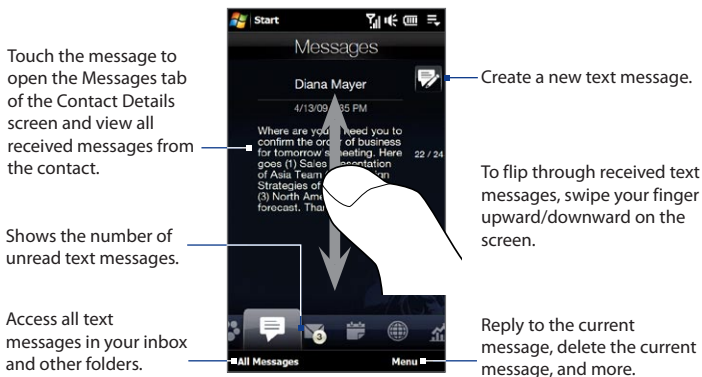 Start
Messages
Touch the message to
open the Messages tab
of the Contact Details
screen and view all
received messages from
the contact.
Diana Mayer
Create a new text message.
4/13/09 :35 PM
Where are you need you to
confirm the order of business
for tomorrow's meeting. Here
goes (1) Sales
of Asia Team
Strategies of
(3) North
forecast.
22 / 24
To flip through received text
messages, swipe your finger
upward/downward on the
screen.
Shows the number of
unread text messages.
3
Access all text
messages in your inbox
and other folders.
All Messages
Menu
Reply to the current
message, delete the current
message, and more.